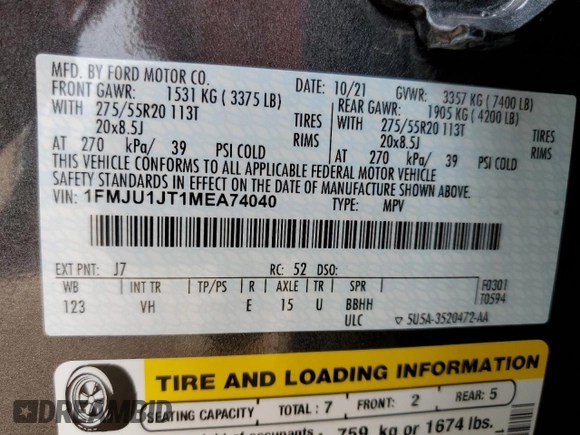 MFD. BY FORD MOTOR CO.
DATE: 10/21 GVWR: 3357 KG ( 7400 LB)
FRONT GAWR: 1531 KG ( 3375 LB)
REAR GAWR: 1905 KG ( 4200 LB)
WITH 275/55R20 113T TIRES
WITH 275/55R20 113T TIRES
20x8.5J RIMS
20x8.5J RIMS
AT 270 kPa/ 39 PSI COLD
AT 270 kPa/ 39 PSI COLD
THIS VEHICLE CONFORMS TO ALL APPLICABLE FEDERAL MOTOR VEHICLE
SAFETY STANDARDS IN EFFECT ON THE DATE OF MANUFACTURE SHOWN ABOVE.
VIN: 1FMJU1JT1MEA74040 TYPE: MPV
EXT PNT: J7 RC: 52 DSO:
WB INT TR TP/PS R AXLE TR SPR
123 VH E 15 U BBHH
ULC
F0301
T0594
▽ 5U5A-3520472-AA
TIRE AND LOADING INFORMATION
SEATING CAPACITY TOTAL : 7 FRONT: 2 REAR: 5
of occupants 759 kg or 1674 lbs.
DREAMBID